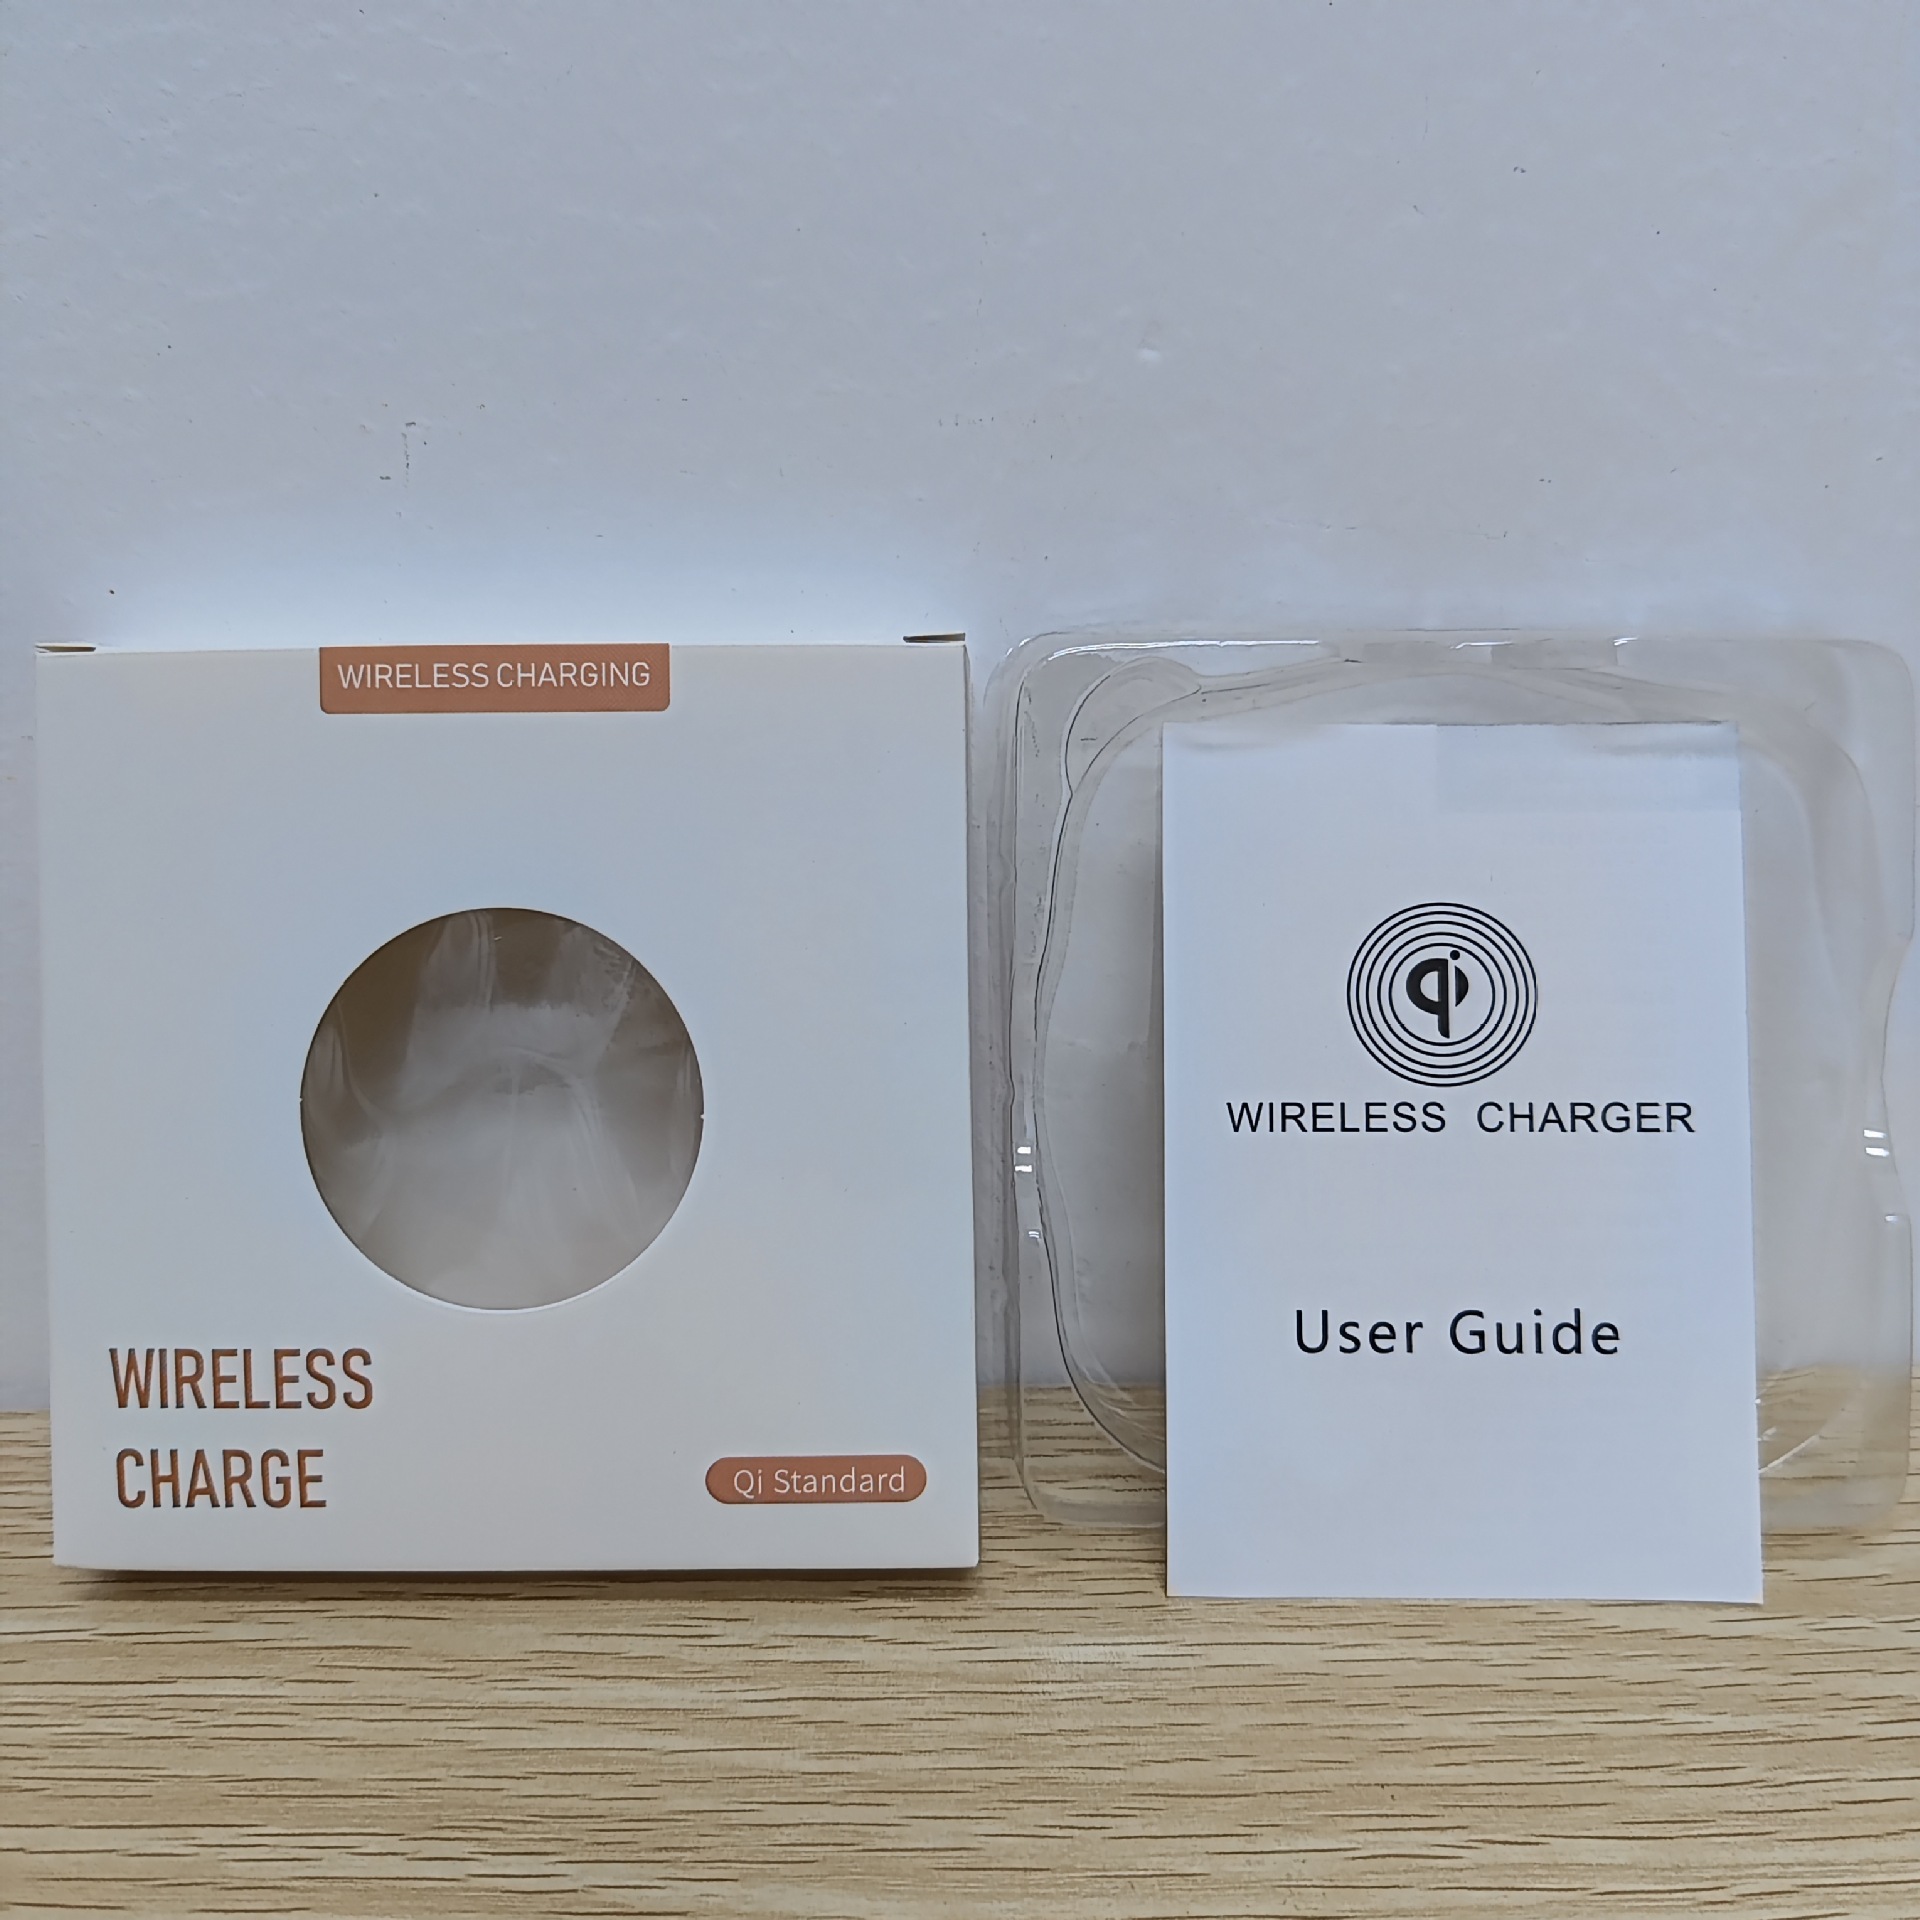 WIRELESS CHARGING
WIRELESS
CHARGE
Qi Standard
qi
WIRELESS CHARGER
User Guide